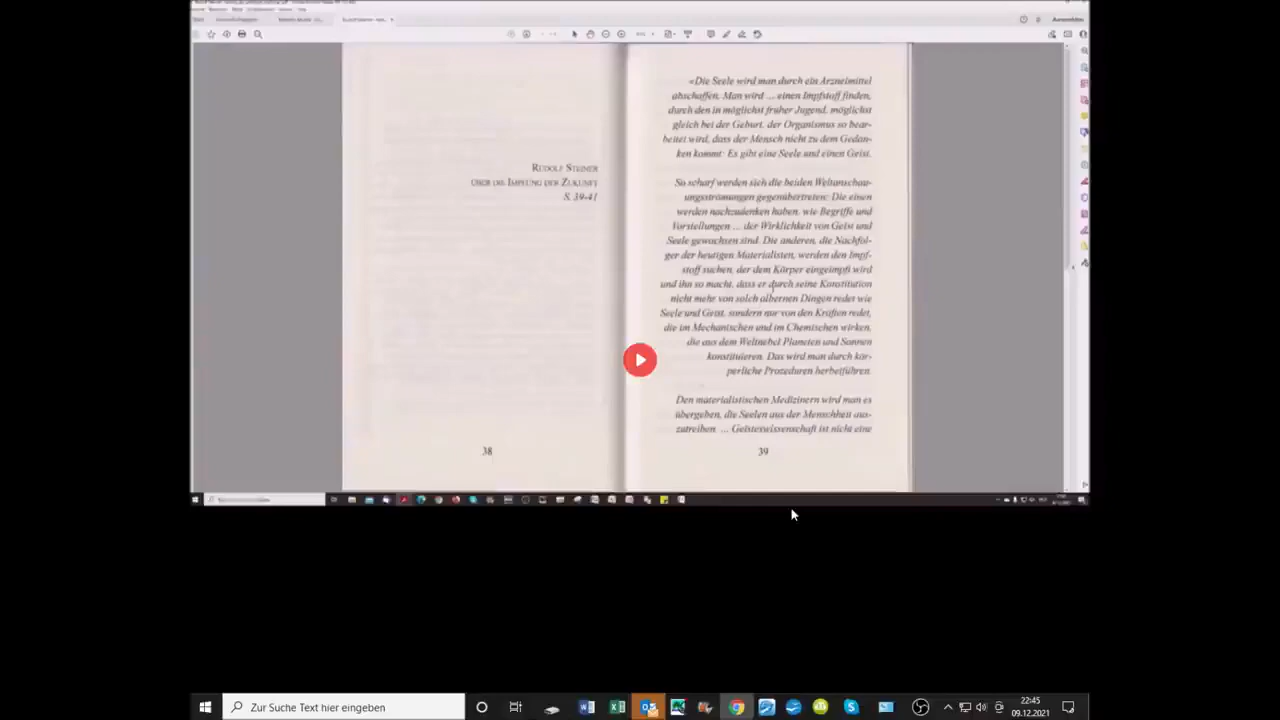 RUDOLF STEINER
ÜBER DIE IMPFUNG DER ZUKUNFT
S. 39-41
38
«Die Seele wird man durch ein Arzneimittel
abschaffen. Man wird ... einen Impfstoff finden,
durch den in möglichst früher Jugend, möglichst
gleich bei der Geburt, der Organismus so bear-
beitet wird, dass der Mensch nicht zu dem Gedan-
ken kommt: Es gibt eine Seele und einen Geist.
So scharf werden sich die beiden Weltanschau-
ungsströmungen gegenübertreten: Die einen
werden nachzudenken haben, wie Begriffe und
Vorstellungen ... der Wirklichkeit von Geist und
Seele gewachsen sind. Die anderen, die Nachfol-
ger der heutigen Materialisten, werden den Impf-
stoff suchen, der dem Körper eingeimpft wird
und ihn so macht, dass er durch seine Konstitution
nicht mehr von solch albernen Dingen redet wie
Seele und Geist, sondern nur von den Kräften redet,
die im Mechanischen und im Chemischen wirken,
die aus dem Weltnebel Planeten und Sonnen
konstituieren. Das wird man durch kör-
perliche Prozeduren herbeiführen.
Den materialistischen Medizinern wird man es
übergeben, die Seelen aus der Menschheit aus-
zutreiben ... Geisteswissenschaft ist nicht eine
39
Zur Suche Text hier eingeben
22:45
09.12.2021